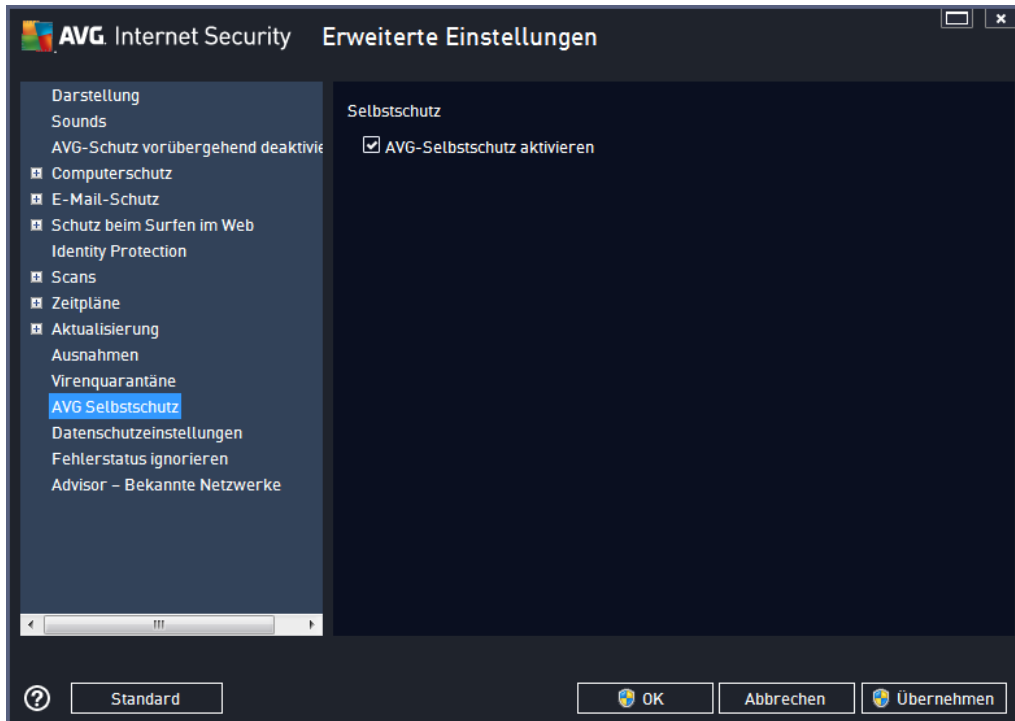 AVG. Internet Security Erweiterte Einstellungen
Darstellung
Sounds
AVG-Schutz vorübergehend deaktivie
Computerschutz
E-Mail-Schutz
Schutz beim Surfen im Web
Identity Protection
Scans
Zeitpläne
Aktualisierung
Ausnahmen
Virenquarantäne
AVG Selbstschutz
Datenschutzeinstellungen
Fehlerstatus ignorieren
Advisor – Bekannte Netzwerke
Selbstschutz
AVG-Selbstschutz aktivieren
Standard
OK
Abbrechen
Übernehmen